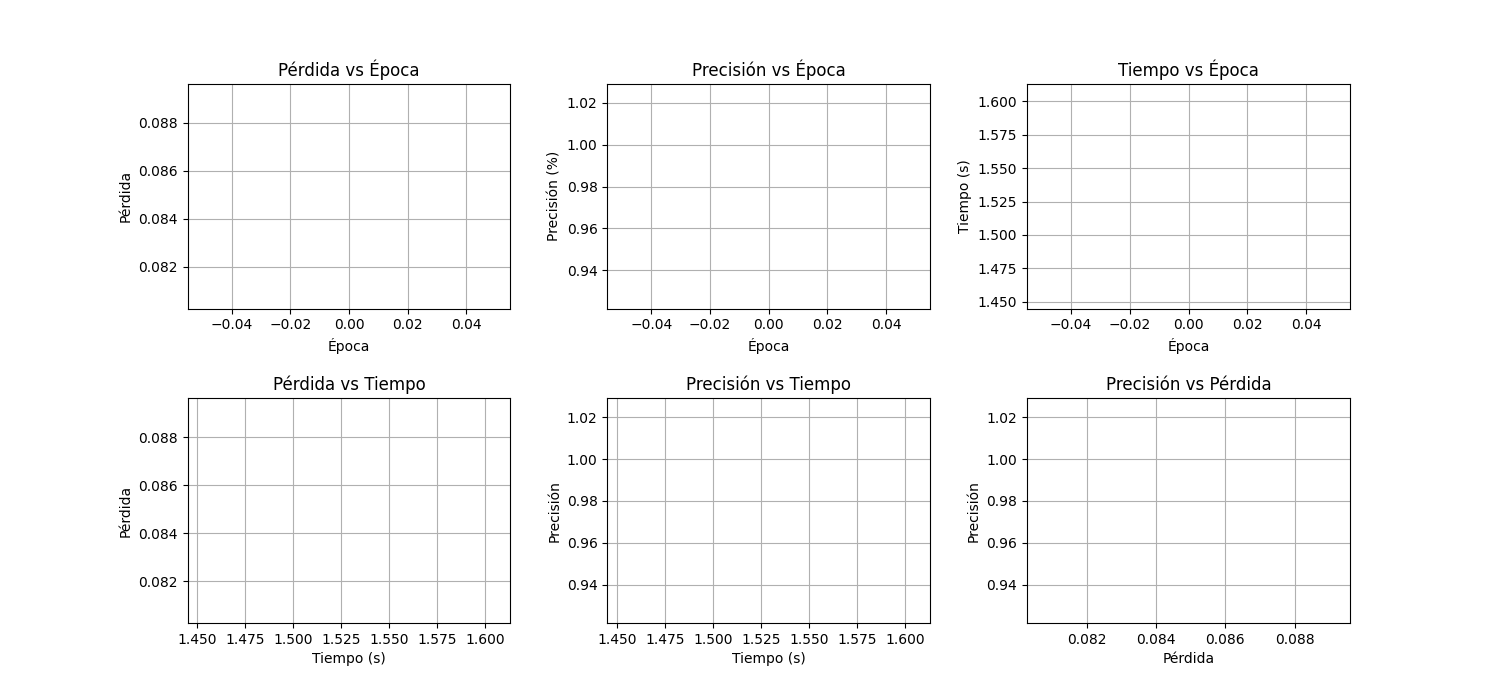 Pérdida vs Época
Pérdida
0.088
0.086
0.084
0.082
−0.04 −0.02 0.00 0.02 0.04
Época
Precisión vs Época
Precisión (%)
1.02
1.00
0.98
0.96
0.94
−0.04 −0.02 0.00 0.02 0.04
Época
Tiempo vs Época
Tiempo (s)
1.600
1.575
1.550
1.525
1.500
1.475
1.450
−0.04 −0.02 0.00 0.02 0.04
Época
Pérdida vs Tiempo
Pérdida
0.088
0.086
0.084
0.082
1.450 1.475 1.500 1.525 1.550 1.575 1.600
Tiempo (s)
Precisión vs Tiempo
Precisión
1.02
1.00
0.98
0.96
0.94
1.450 1.475 1.500 1.525 1.550 1.575 1.600
Tiempo (s)
Precisión vs Pérdida
Precisión
1.02
1.00
0.98
0.96
0.94
0.082 0.084 0.086 0.088
Pérdida